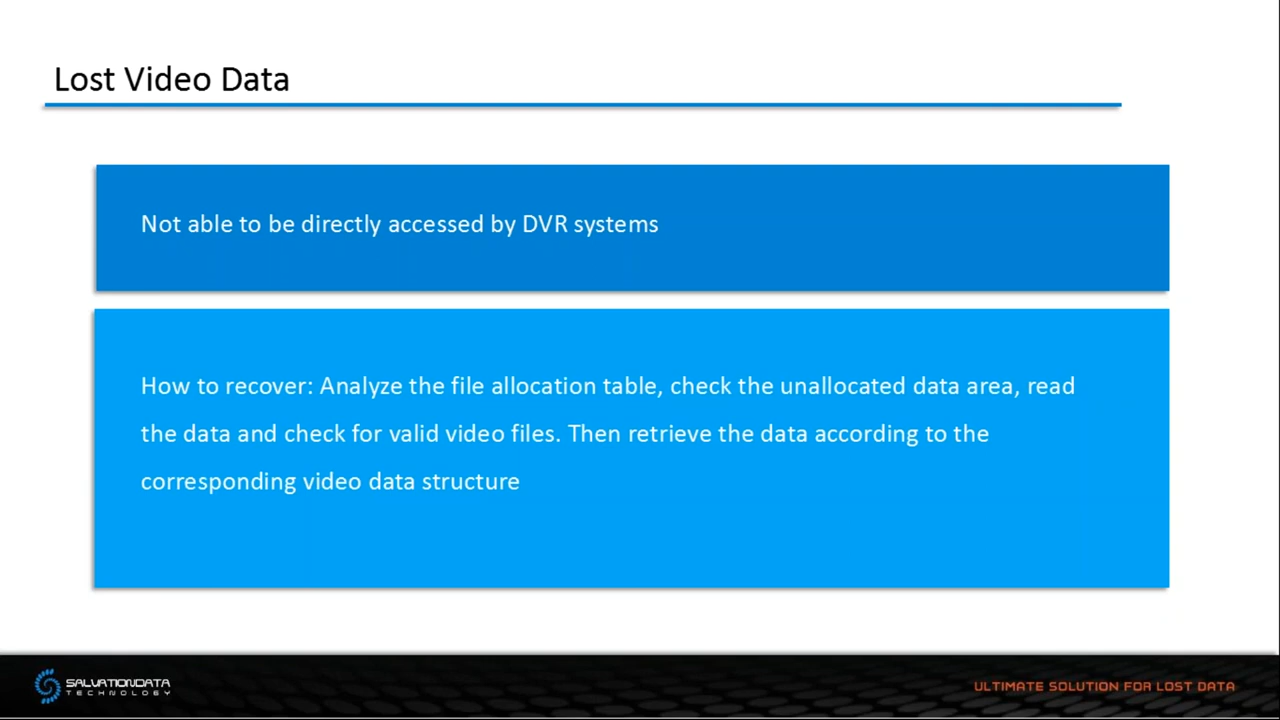 Lost Video Data
Not able to be directly accessed by DVR systems
How to recover: Analyze the file allocation table, check the unallocated data area, read
the data and check for valid video files. Then retrieve the data according to the
corresponding video data structure
SALVATIONDATA
TECHNOLOGY
ULTIMATE SOLUTION FOR LOST DATA